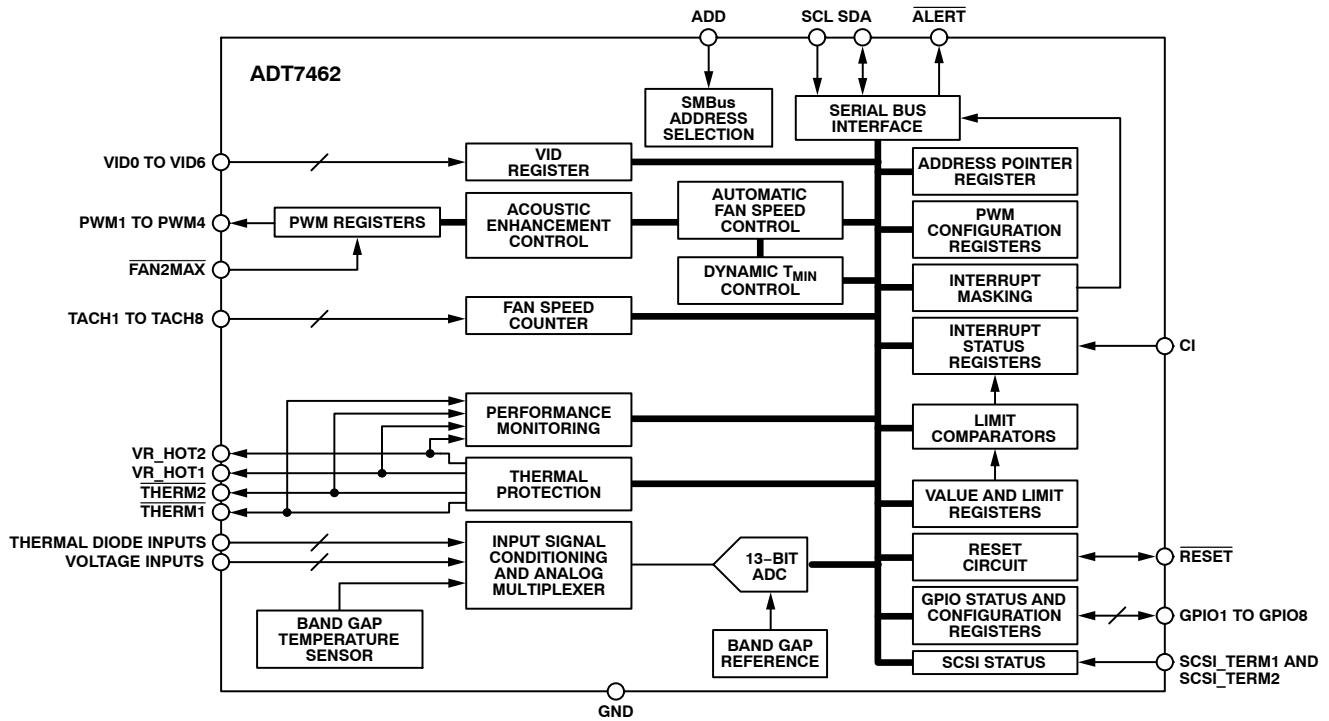 ADD
SCL SDA
ALERT
ADT7462
SMBus
ADDRESS
SELECTION
SERIAL BUS
INTERFACE
VID0 TO VID6
VID
REGISTER
ADDRESS POINTER
REGISTER
PWM1 TO PWM4
PWM REGISTERS
ACOUSTIC
ENHANCEMENT
CONTROL
AUTOMATIC
FAN SPEED
CONTROL
PWM
CONFIGURATION
REGISTERS
FAN2MAX
DYNAMIC TMIN
CONTROL
INTERRUPT
MASKING
TACH1 TO TACH8
FAN SPEED
COUNTER
INTERRUPT
STATUS
REGISTERS
CI
PERFORMANCE
MONITORING
LIMIT
COMPARATORS
VR_HOT2
VR_HOT1
THERM2
THERM1
THERMAL
PROTECTION
VALUE AND LIMIT
REGISTERS
THERMAL DIODE INPUTS
VOLTAGE INPUTS
INPUT SIGNAL
CONDITIONING
AND ANALOG
MULTIPLEXER
13–BIT
ADC
RESET
CIRCUIT
RESET
BAND GAP
TEMPERATURE
SENSOR
BAND GAP
REFERENCE
GPIO STATUS AND
CONFIGURATION
REGISTERS
GPIO1 TO GPIO8
SCSI STATUS
SCSI_TERM1 AND
SCSI_TERM2
GND